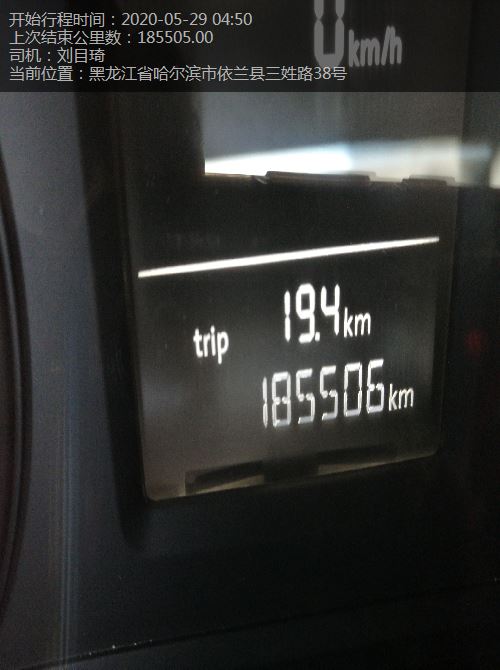 开始行程时间：2020-05-29 04:50
上次结束公里数：185505.00
司机：刘目琦
当前位置：黑龙江省哈尔滨市依兰县三姓路38号
0km/h
trip 19.4km
185506km